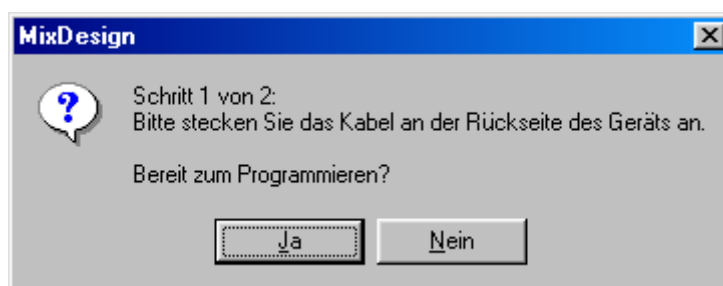 MixDesign
Schritt 1 von 2:
Bitte stecken Sie das Kabel an der Rückseite des Geräts an.
Bereit zum Programmieren?
Ja Nein